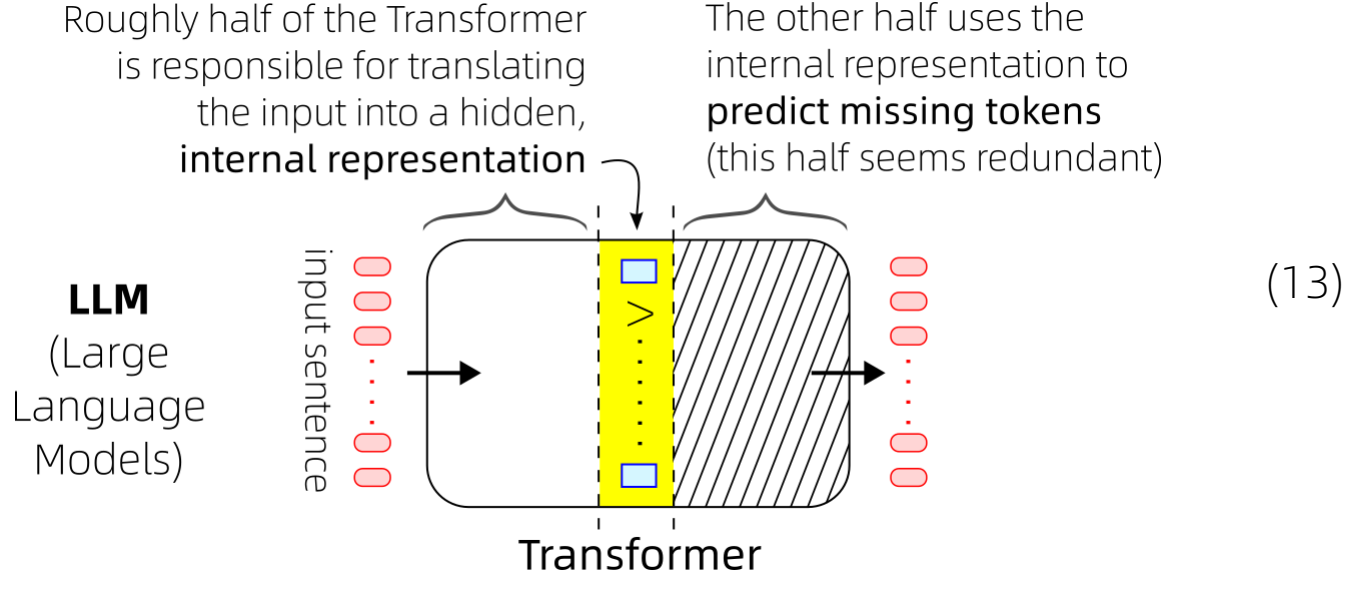 Roughly half of the Transformer
is responsible for translating
the input into a hidden,
internal representation
The other half uses the
internal representation to
predict missing tokens
(this half seems redundant)
LLM
(Large
Language
Models)
input sentence
>
Transformer
(13)